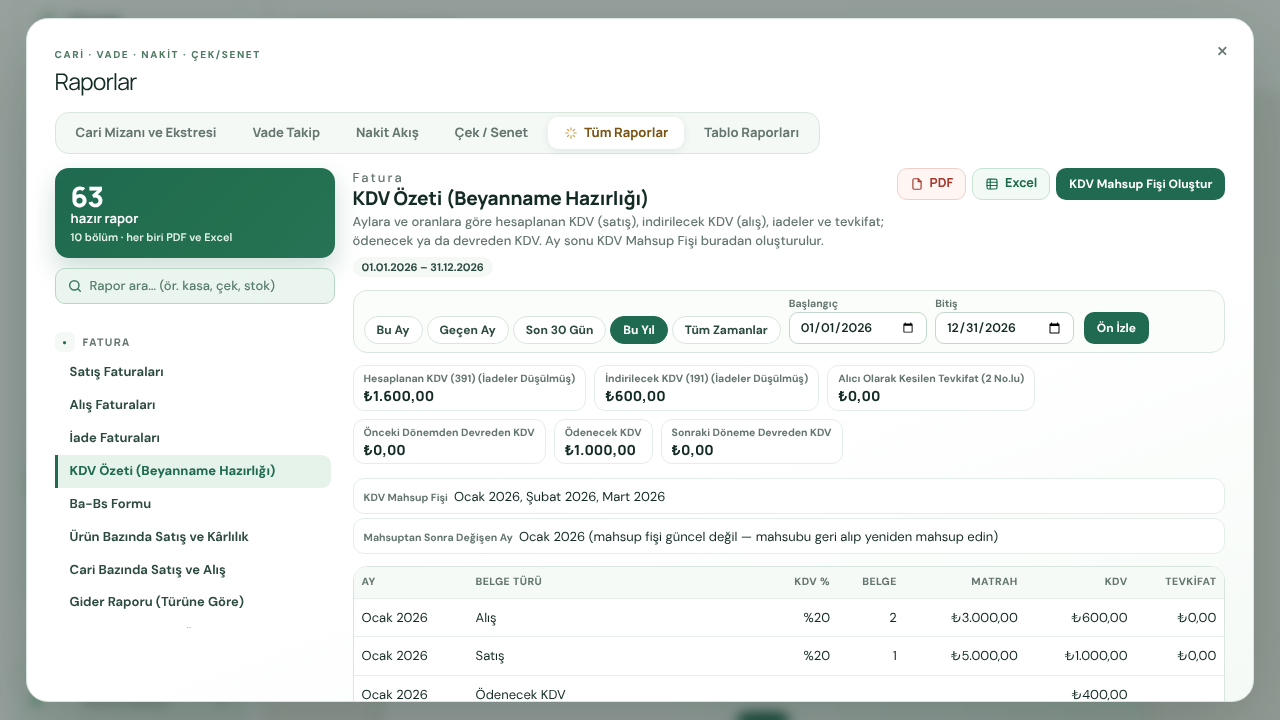 CARİ · VADE · NAKİT · ÇEK/SENET
Raporlar
×
Cari Mizanı ve Ekstresi
Vade Takip
Nakit Akış
Çek / Senet
Tüm Raporlar
Tablo Raporları
63
hazır rapor
10 bölüm · her biri PDF ve Excel
Rapor ara… (ör. kasa, çek, stok)
FATURA
Satış Faturaları
Alış Faturaları
İade Faturaları
KDV Özeti (Beyanname Hazırlığı)
Ba-Bs Formu
Ürün Bazında Satış ve Kârlılık
Cari Bazında Satış ve Alış
Gider Raporu (Türüne Göre)
Fatura
KDV Özeti (Beyanname Hazırlığı)
Aylara ve oranlara göre hesaplanan KDV (satış), indirilecek KDV (alış), iadeler ve tevkifat;
ödenecek ya da devreden KDV. Ay sonu KDV Mahsup Fişi buradan oluşturulur.
01.01.2026 – 31.12.2026
PDF
Excel
KDV Mahsup Fişi Oluştur
Bu Ay
Geçen Ay
Son 30 Gün
Bu Yıl
Tüm Zamanlar
Başlangıç
01/01/2026
Bitiş
12/31/2026
Ön İzle
Hesaplanan KDV (391) (İadeler Düşülmüş)
₺1.600,00
İndirilecek KDV (191) (İadeler Düşülmüş)
₺600,00
Alıcı Olarak Kesilen Tevkifat (2 No.lu)
₺0,00
Önceki Dönemden Devreden KDV
₺0,00
Ödenecek KDV
₺1.000,00
Sonraki Döneme Devreden KDV
₺0,00
KDV Mahsup Fişi Ocak 2026, Şubat 2026, Mart 2026
Mahsuptan Sonra Değişen Ay Ocak 2026 (mahsup fişi güncel değil — mahsubu geri alıp yeniden mahsup edin)
AY BELGE TÜRÜ KDV % BELGE MATRAH KDV TEVKİFAT
Ocak 2026 Alış %20 2 ₺3.000,00 ₺600,00 ₺0,00
Ocak 2026 Satış %20 1 ₺5.000,00 ₺1.000,00 ₺0,00
Ocak 2026 Ödenecek KDV ₺400,00